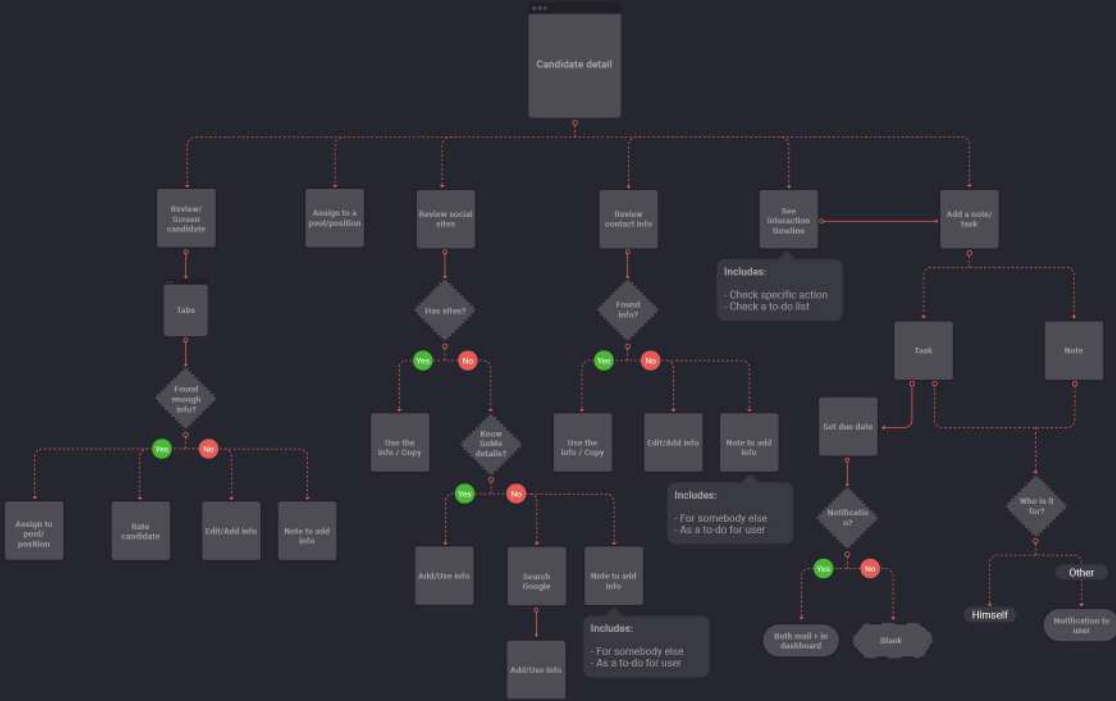 Candidate detail
Review/
Screen
candidate
Assign to a
pool/position
Review social
sites
Review
contact info
See
interaction
timeline
Add a note/
task
Includes:
- Check specific action
- Check a to-do list
Tabs
Has sites?
Found
info?
Task
Note
Yes
No
Yes
No
Found
enough
info?
Use the
info / Copy
Know
SoMe
details?
Use the
info / Copy
Edit/Add info
Note to add
info
Set due date
Yes
No
Includes:
- For somebody else
- As a to-do for user
Yes
No
Notificatio
n?
Who is it
for?
Assign to
pool/
position
Rate
candidate
Edit/Add info
Note to add
info
Add/Use info
Search
Google
Note to add
info
Yes
No
Other
Himself
Includes:
- For somebody else
- As a to-do for user
Add/Use info
Both mail + in
dashboard
Blank
Notification to
user